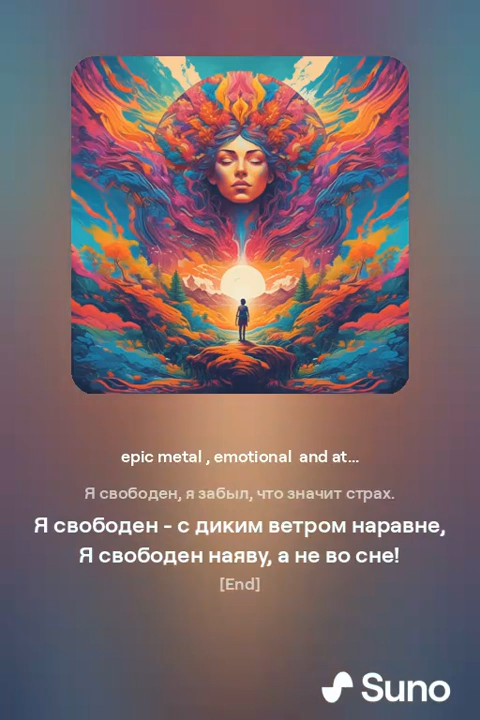 epic metal , emotional  and at...
Я свободен, я забыл, что значит страх.
Я свободен - с диким ветром наравне,
Я свободен наяву, а не во сне!
[End]
Suno